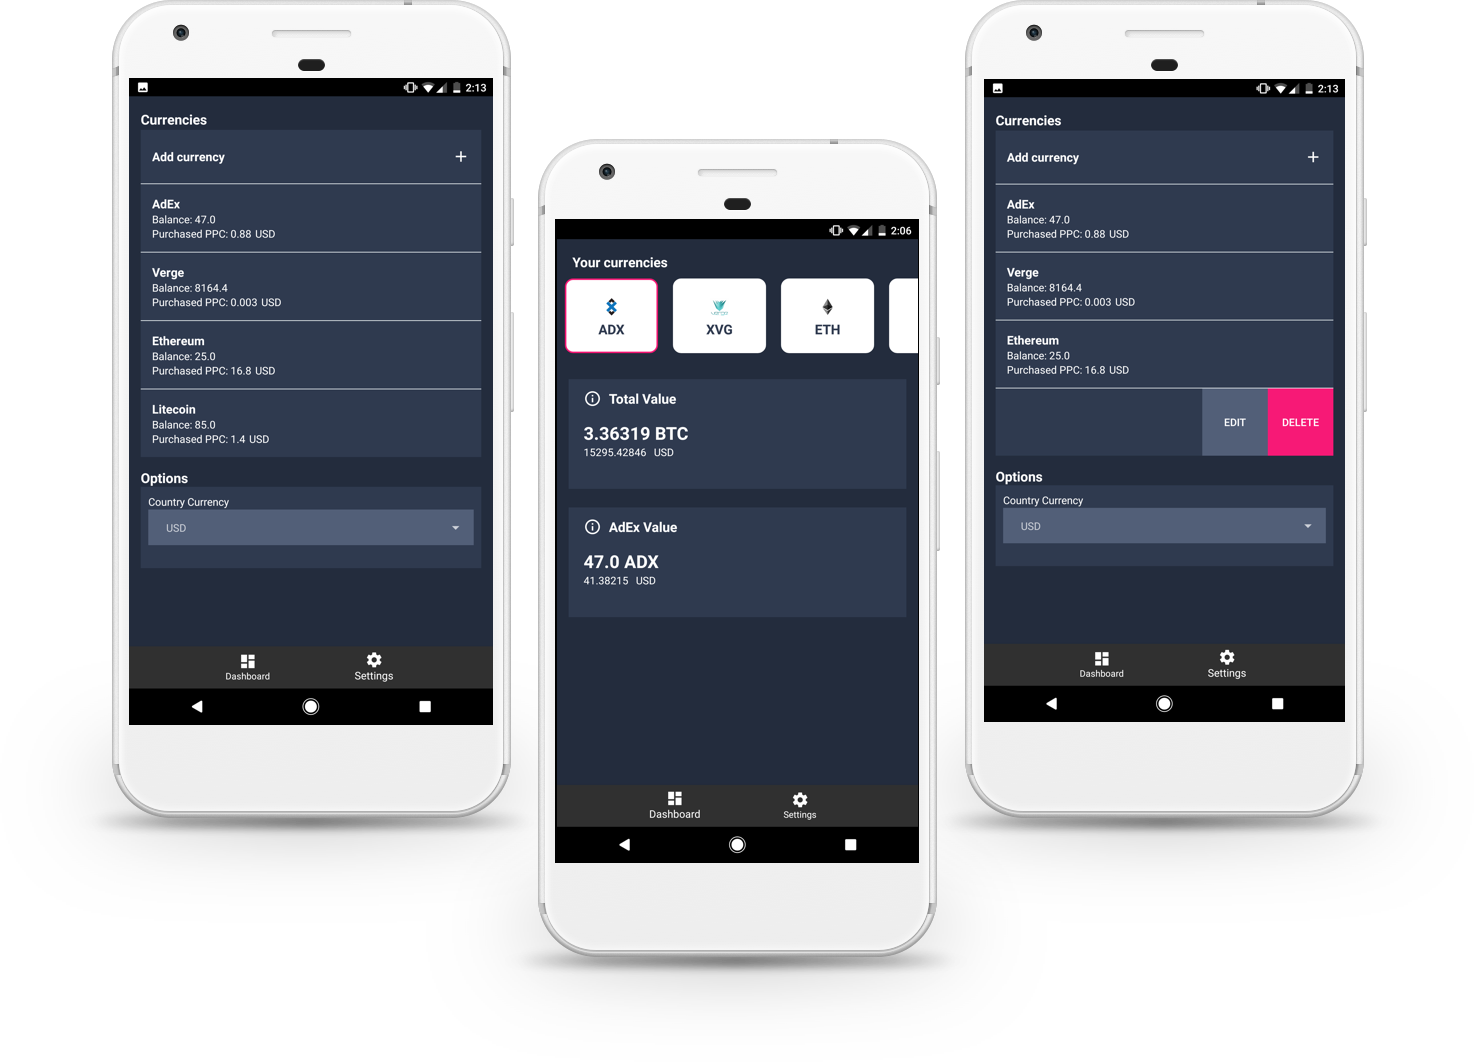 2:13
Currencies
Add currency +
AdEx
Balance: 47.0
Purchased PPC: 0.88 USD
Verge
Balance: 8164.4
Purchased PPC: 0.003 USD
Ethereum
Balance: 25.0
Purchased PPC: 16.8 USD
Litecoin
Balance: 85.0
Purchased PPC: 1.4 USD
Options
Country Currency
USD
Dashboard Settings
2:06
Your currencies
ADX XVG ETH
Total Value
3.36319 BTC
15295.42846 USD
AdEx Value
47.0 ADX
41.38215 USD
Dashboard Settings
2:13
Currencies
Add currency +
AdEx
Balance: 47.0
Purchased PPC: 0.88 USD
Verge
Balance: 8164.4
Purchased PPC: 0.003 USD
Ethereum
Balance: 25.0
Purchased PPC: 16.8 USD
EDIT DELETE
Options
Country Currency
USD
Dashboard Settings